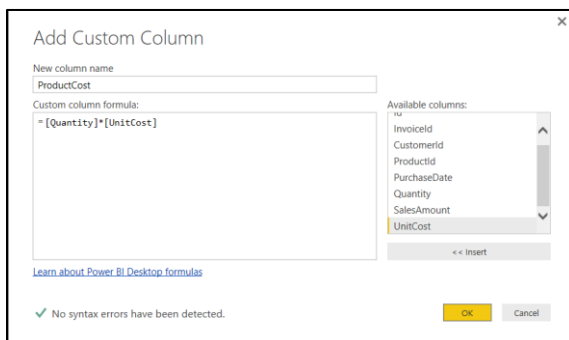 Add Custom Column
New column name
ProductCost
Custom column formula:
=[Quantity]*[UnitCost]
Available columns:
Id
InvoiceId
CustomerId
ProductId
PurchaseDate
Quantity
SalesAmount
UnitCost
<< Insert
Learn about Power BI Desktop formulas
No syntax errors have been detected.
OK
Cancel